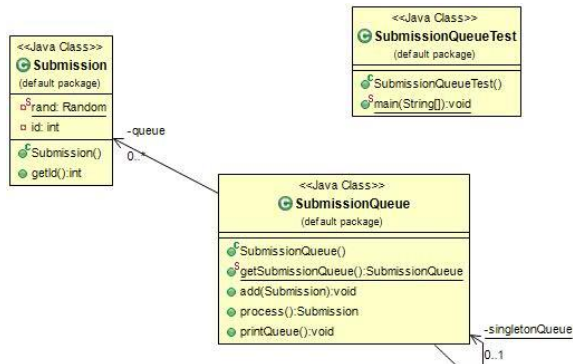 <<Java Class>>
Submission
(default package)
rand: Random
id: int
Submission()
getId():int
<<Java Class>>
SubmissionQueueTest
(default package)
SubmissionQueueTest()
main(String[]):void
-queue
0..*
<<Java Class>>
SubmissionQueue
(default package)
SubmissionQueue()
getSubmissionQueue():SubmissionQueue
add(Submission):void
process():Submission
printQueue():void
-singletonQueue
0..1